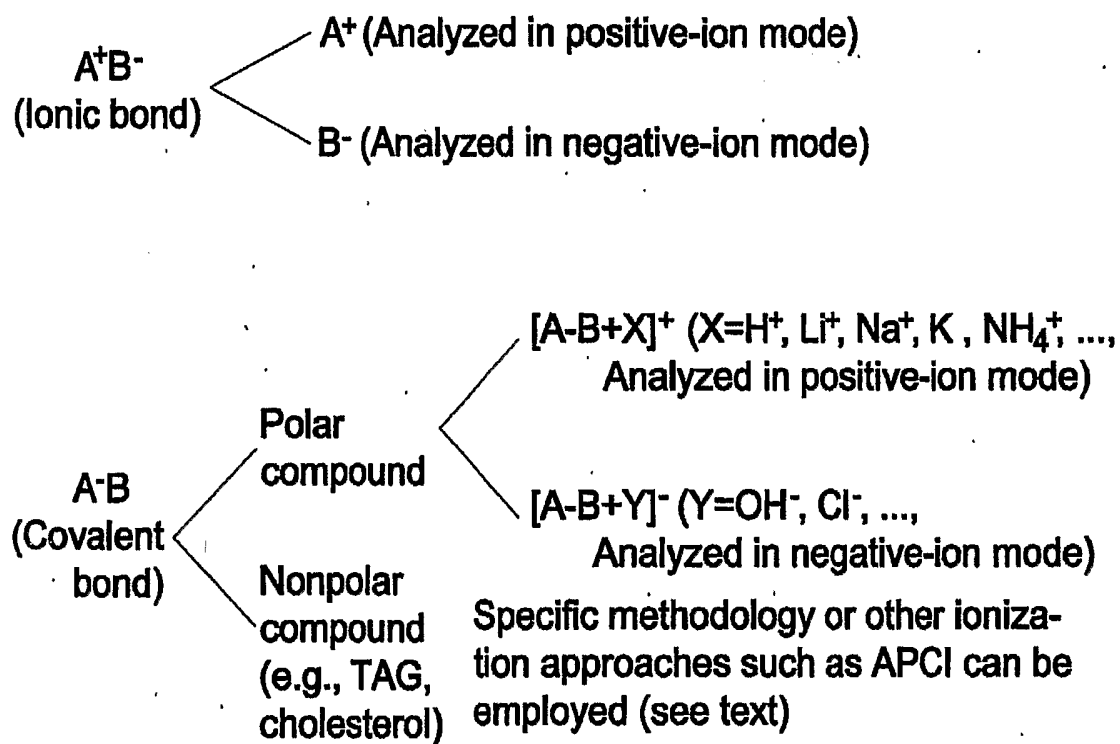 A⁺B⁻
(Ionic bond)
A⁺ (Analyzed in positive-ion mode)
B⁻ (Analyzed in negative-ion mode)
A-B
(Covalent
bond)
Polar
compound
[A-B+X]⁺ (X=H⁺, Li⁺, Na⁺, K , NH₄⁺, ...,
Analyzed in positive-ion mode)
[A-B+Y]⁻ (Y=OH⁻, Cl⁻, ...,
Analyzed in negative-ion mode)
Nonpolar
compound
(e.g., TAG,
cholesterol)
Specific methodology or other ioniza-
tion approaches such as APCI can be
employed (see text)